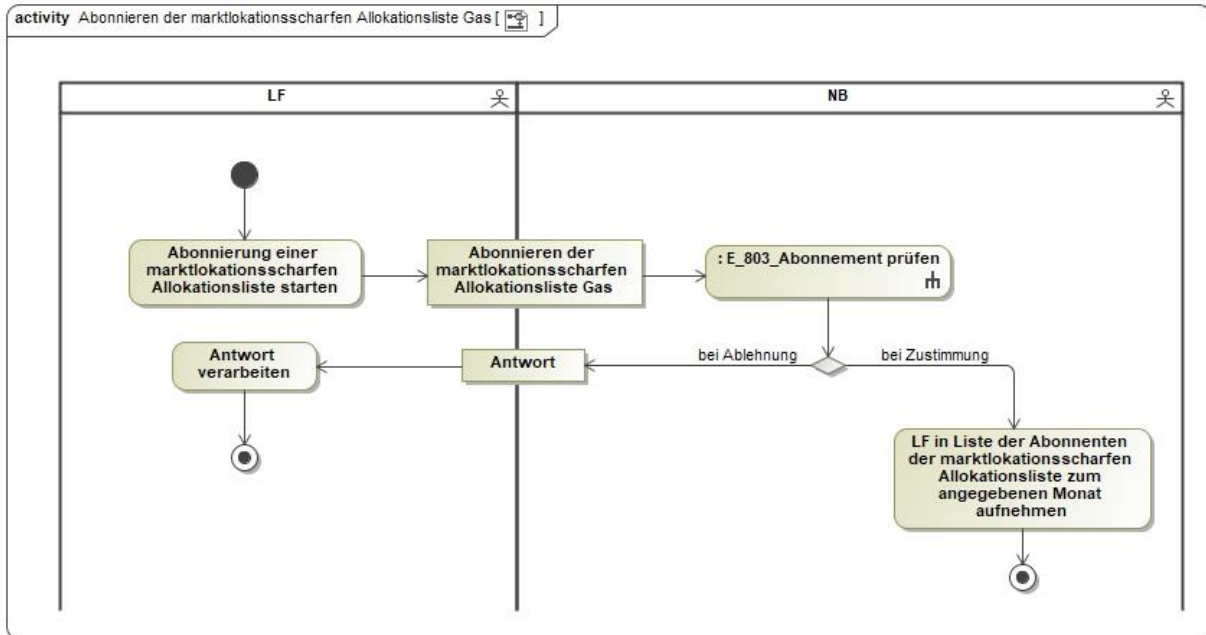 activity Abonnieren der marktlokationsscharfen Allokationsliste Gas [ ]
LF
NB
Abonnierung einer
marktlokationsscharfen
Allokationsliste starten
Abonnieren der
marktlokationsscharfen
Allokationsliste Gas
: E_803_Abonnement prüfen
Antwort
verarbeiten
Antwort
bei Ablehnung
bei Zustimmung
LF in Liste der Abonnenten
der marktlokationsscharfen
Allokationsliste zum
angegebenen Monat
aufnehmen